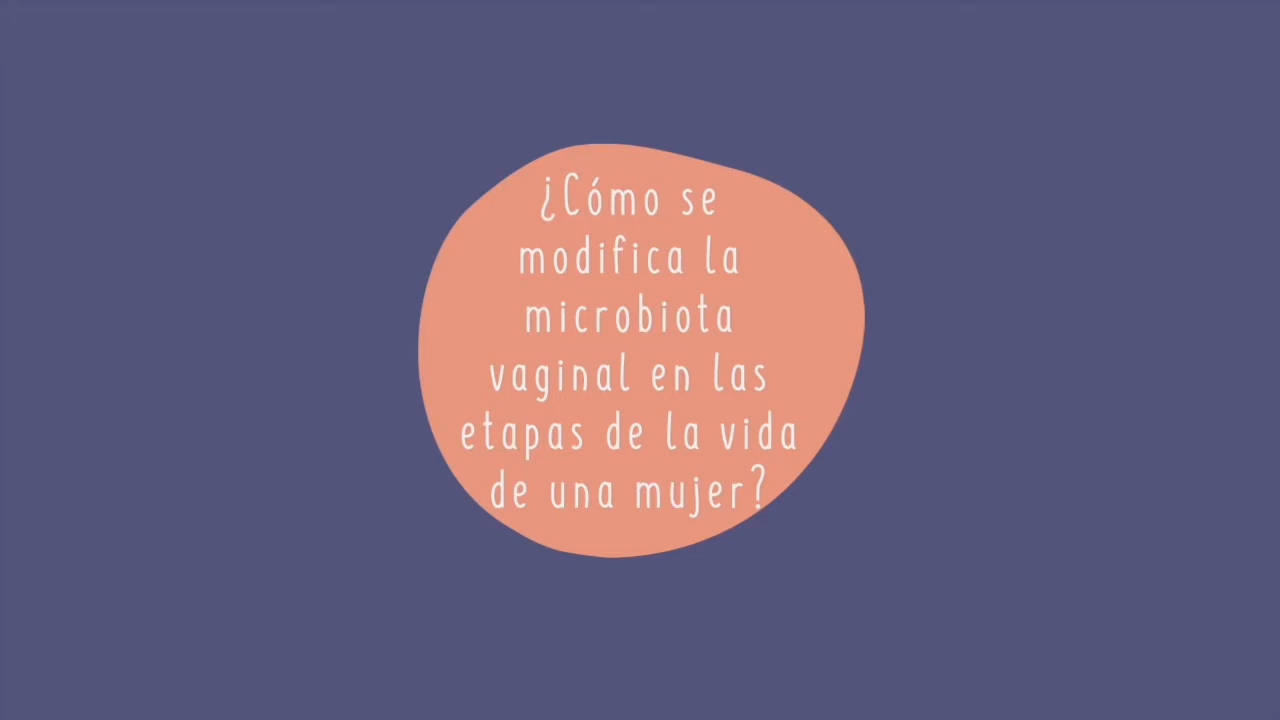 ¿Cómo se
modifica la
microbiota
vaginal en las
etapas de la vida
de una mujer?